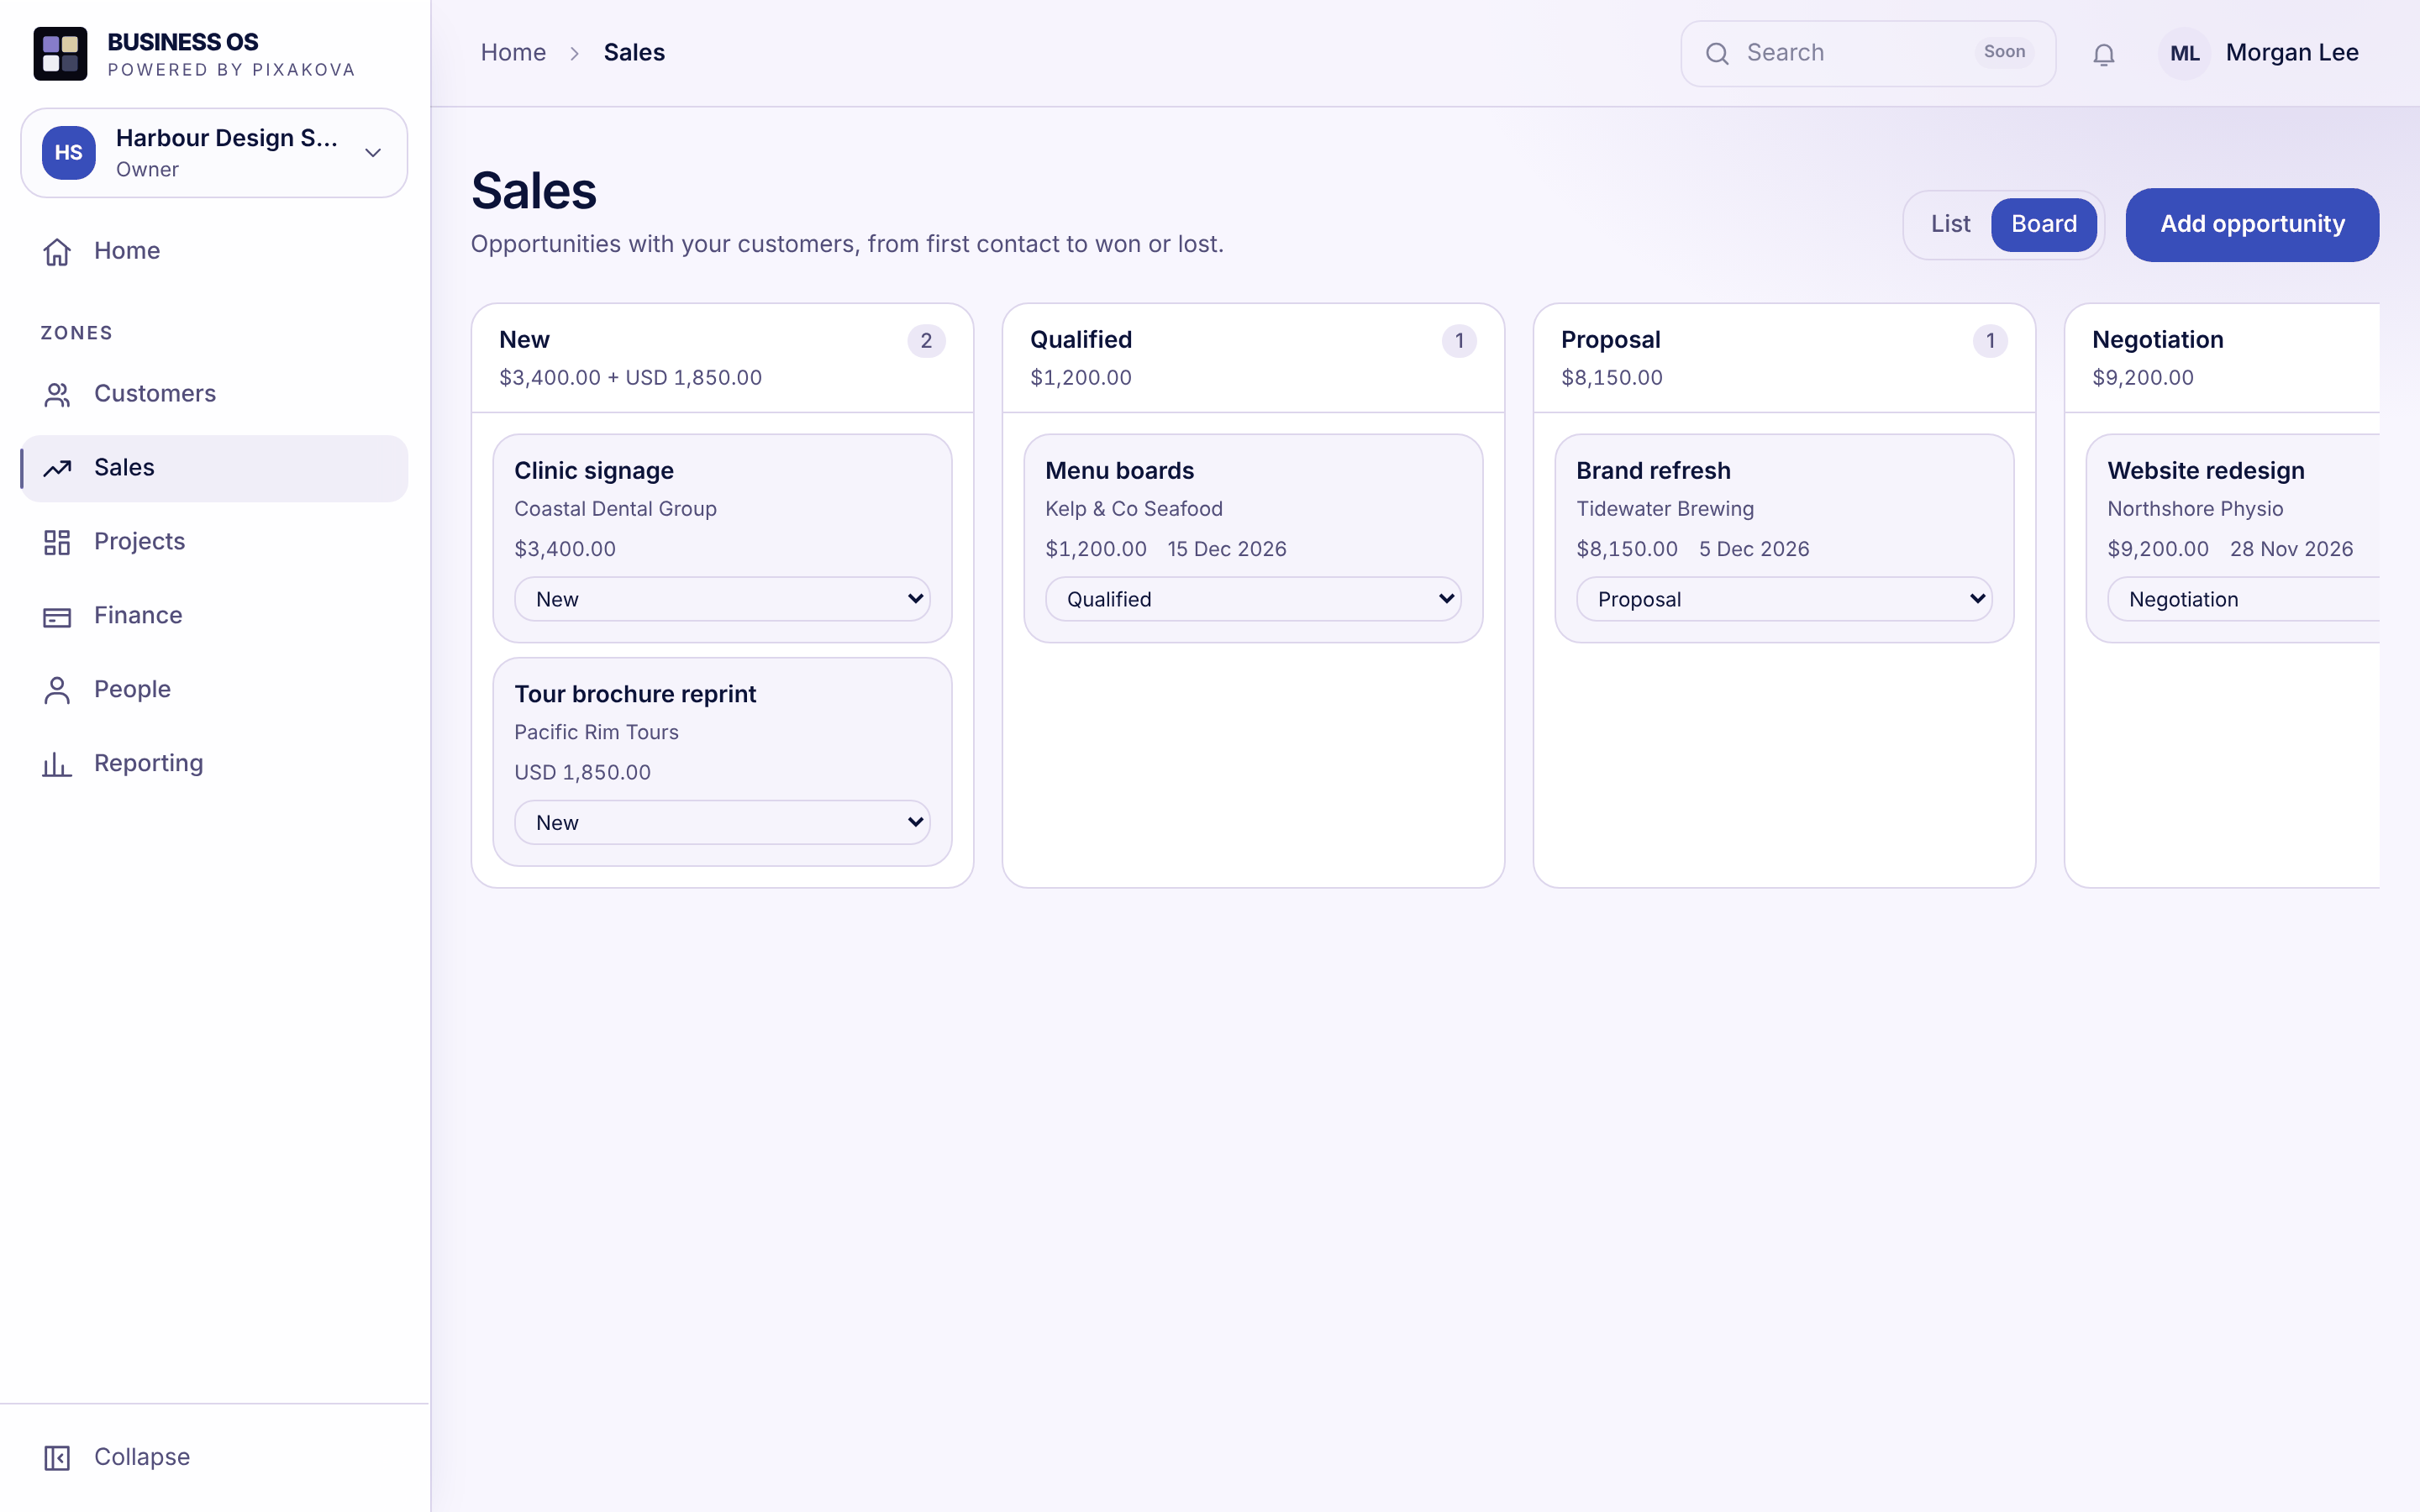 BUSINESS OS
POWERED BY PIXAKOVA
HS
Harbour Design S...
Owner
Home
ZONES
Customers
Sales
Projects
Finance
People
Reporting
Collapse
Home > Sales
Search
Soon
ML
Morgan Lee
Sales
Opportunities with your customers, from first contact to won or lost.
List
Board
Add opportunity
New
2
$3,400.00 + USD 1,850.00
Clinic signage
Coastal Dental Group
$3,400.00
New
Tour brochure reprint
Pacific Rim Tours
USD 1,850.00
New
Qualified
1
$1,200.00
Menu boards
Kelp & Co Seafood
$1,200.00 15 Dec 2026
Qualified
Proposal
1
$8,150.00
Brand refresh
Tidewater Brewing
$8,150.00 5 Dec 2026
Proposal
Negotiation
$9,200.00
Website redesign
Northshore Physio
$9,200.00 28 Nov 2026
Negotiation